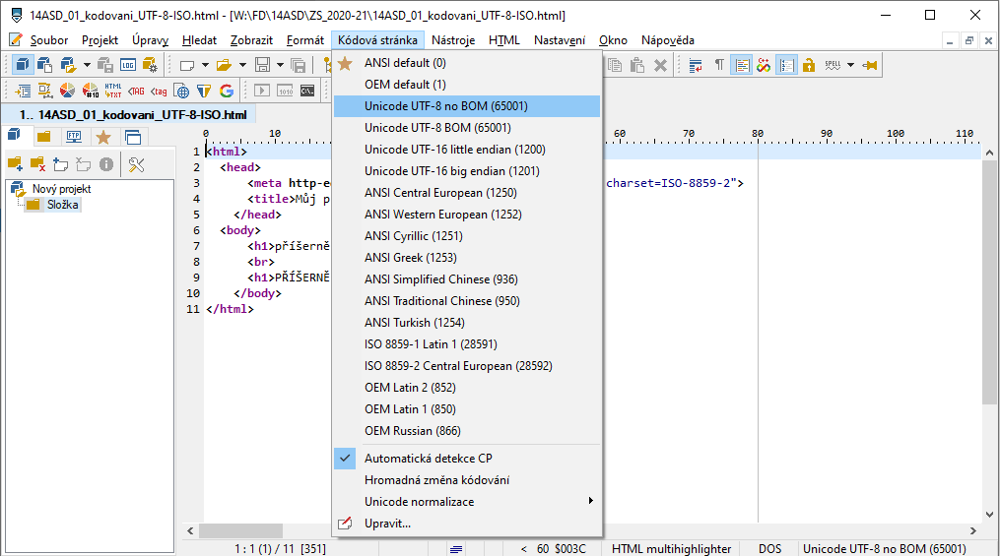 14ASD_01_kodovani_UTF-8-ISO.html - [W:\FD\14ASD\ZS_2020-21\14ASD_01_kodovani_UTF-8-ISO.html]
Soubor Projekt Úpravy Hledat Zobrazit Formát Kódová stránka Nástroje HTML Nastavení Okno Nápověda
LOG SPELL
#10 HTML →TXT <TAG <tag 1010
1.. 14ASD_01_kodovani_UTF-8-ISO.html
FTP
0 10 60 70 80 90 100 110
Nový projekt
Složka
1 <html>
2 <head>
3 <meta http-e charset=ISO-8859-2">
4 <title>Můj p
5 </head>
6 <body>
7 <h1>příšerně
8 <br>
9 <h1>PŘÍŠERNĚ
10 </body>
11 </html>
ANSI default (0)
OEM default (1)
Unicode UTF-8 no BOM (65001)
Unicode UTF-8 BOM (65001)
Unicode UTF-16 little endian (1200)
Unicode UTF-16 big endian (1201)
ANSI Central European (1250)
ANSI Western European (1252)
ANSI Cyrillic (1251)
ANSI Greek (1253)
ANSI Simplified Chinese (936)
ANSI Traditional Chinese (950)
ANSI Turkish (1254)
ISO 8859-1 Latin 1 (28591)
ISO 8859-2 Central European (28592)
OEM Latin 2 (852)
OEM Latin 1 (850)
OEM Russian (866)
Automatická detekce CP
Hromadná změna kódování
Unicode normalizace
Upravit...
1 : 1 (1) / 11 [351] < 60 $003C HTML multihighlighter DOS Unicode UTF-8 no BOM (65001)